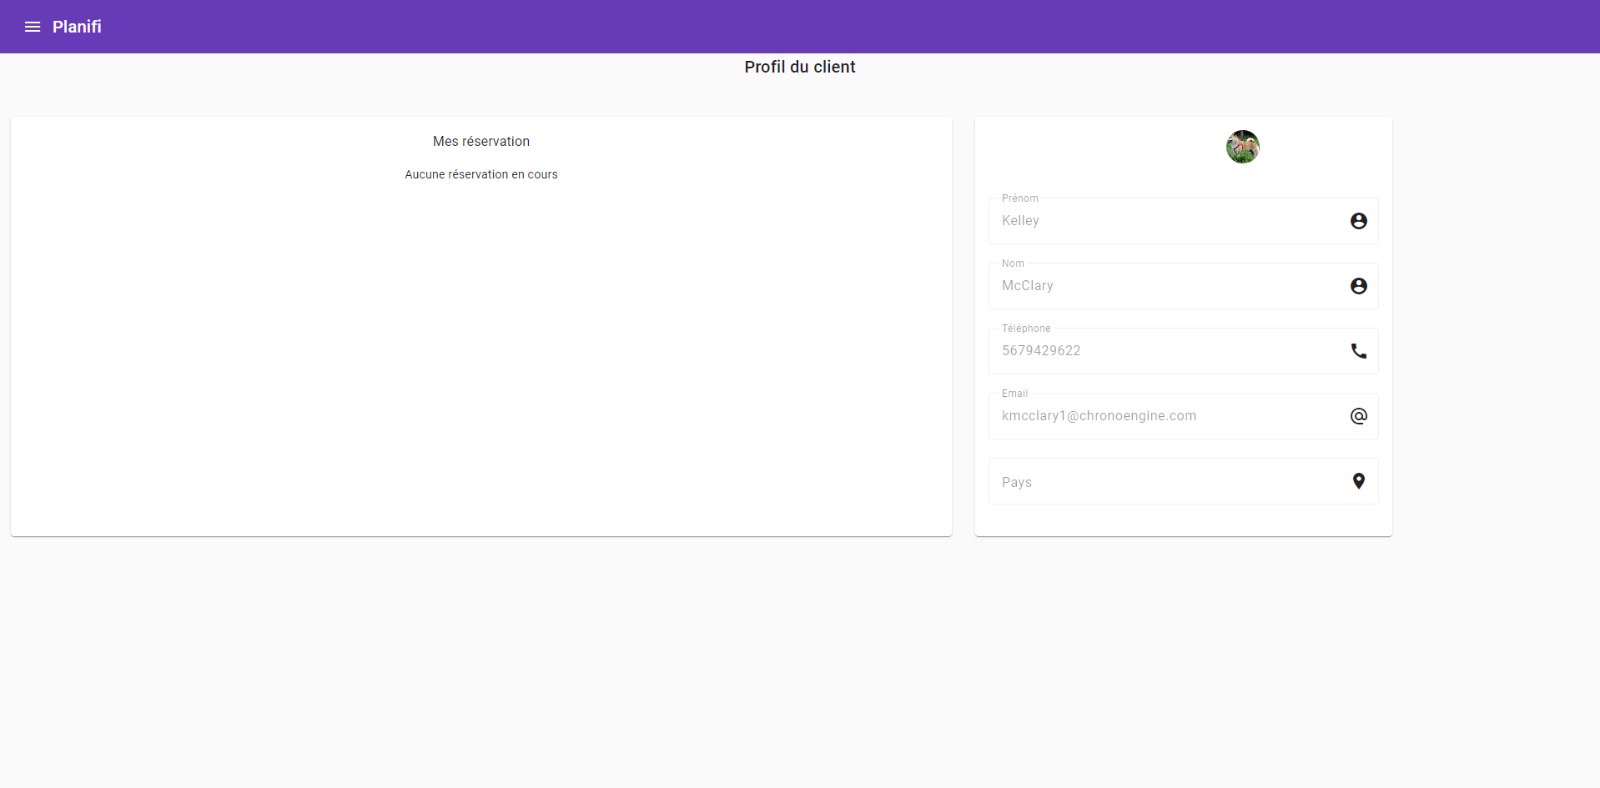 Planifi
Profil du client
Mes réservation
Aucune réservation en cours
Prénom
Kelley
Nom
McClary
Téléphone
5679429622
Email
kmcclary1@chronoengine.com
Pays